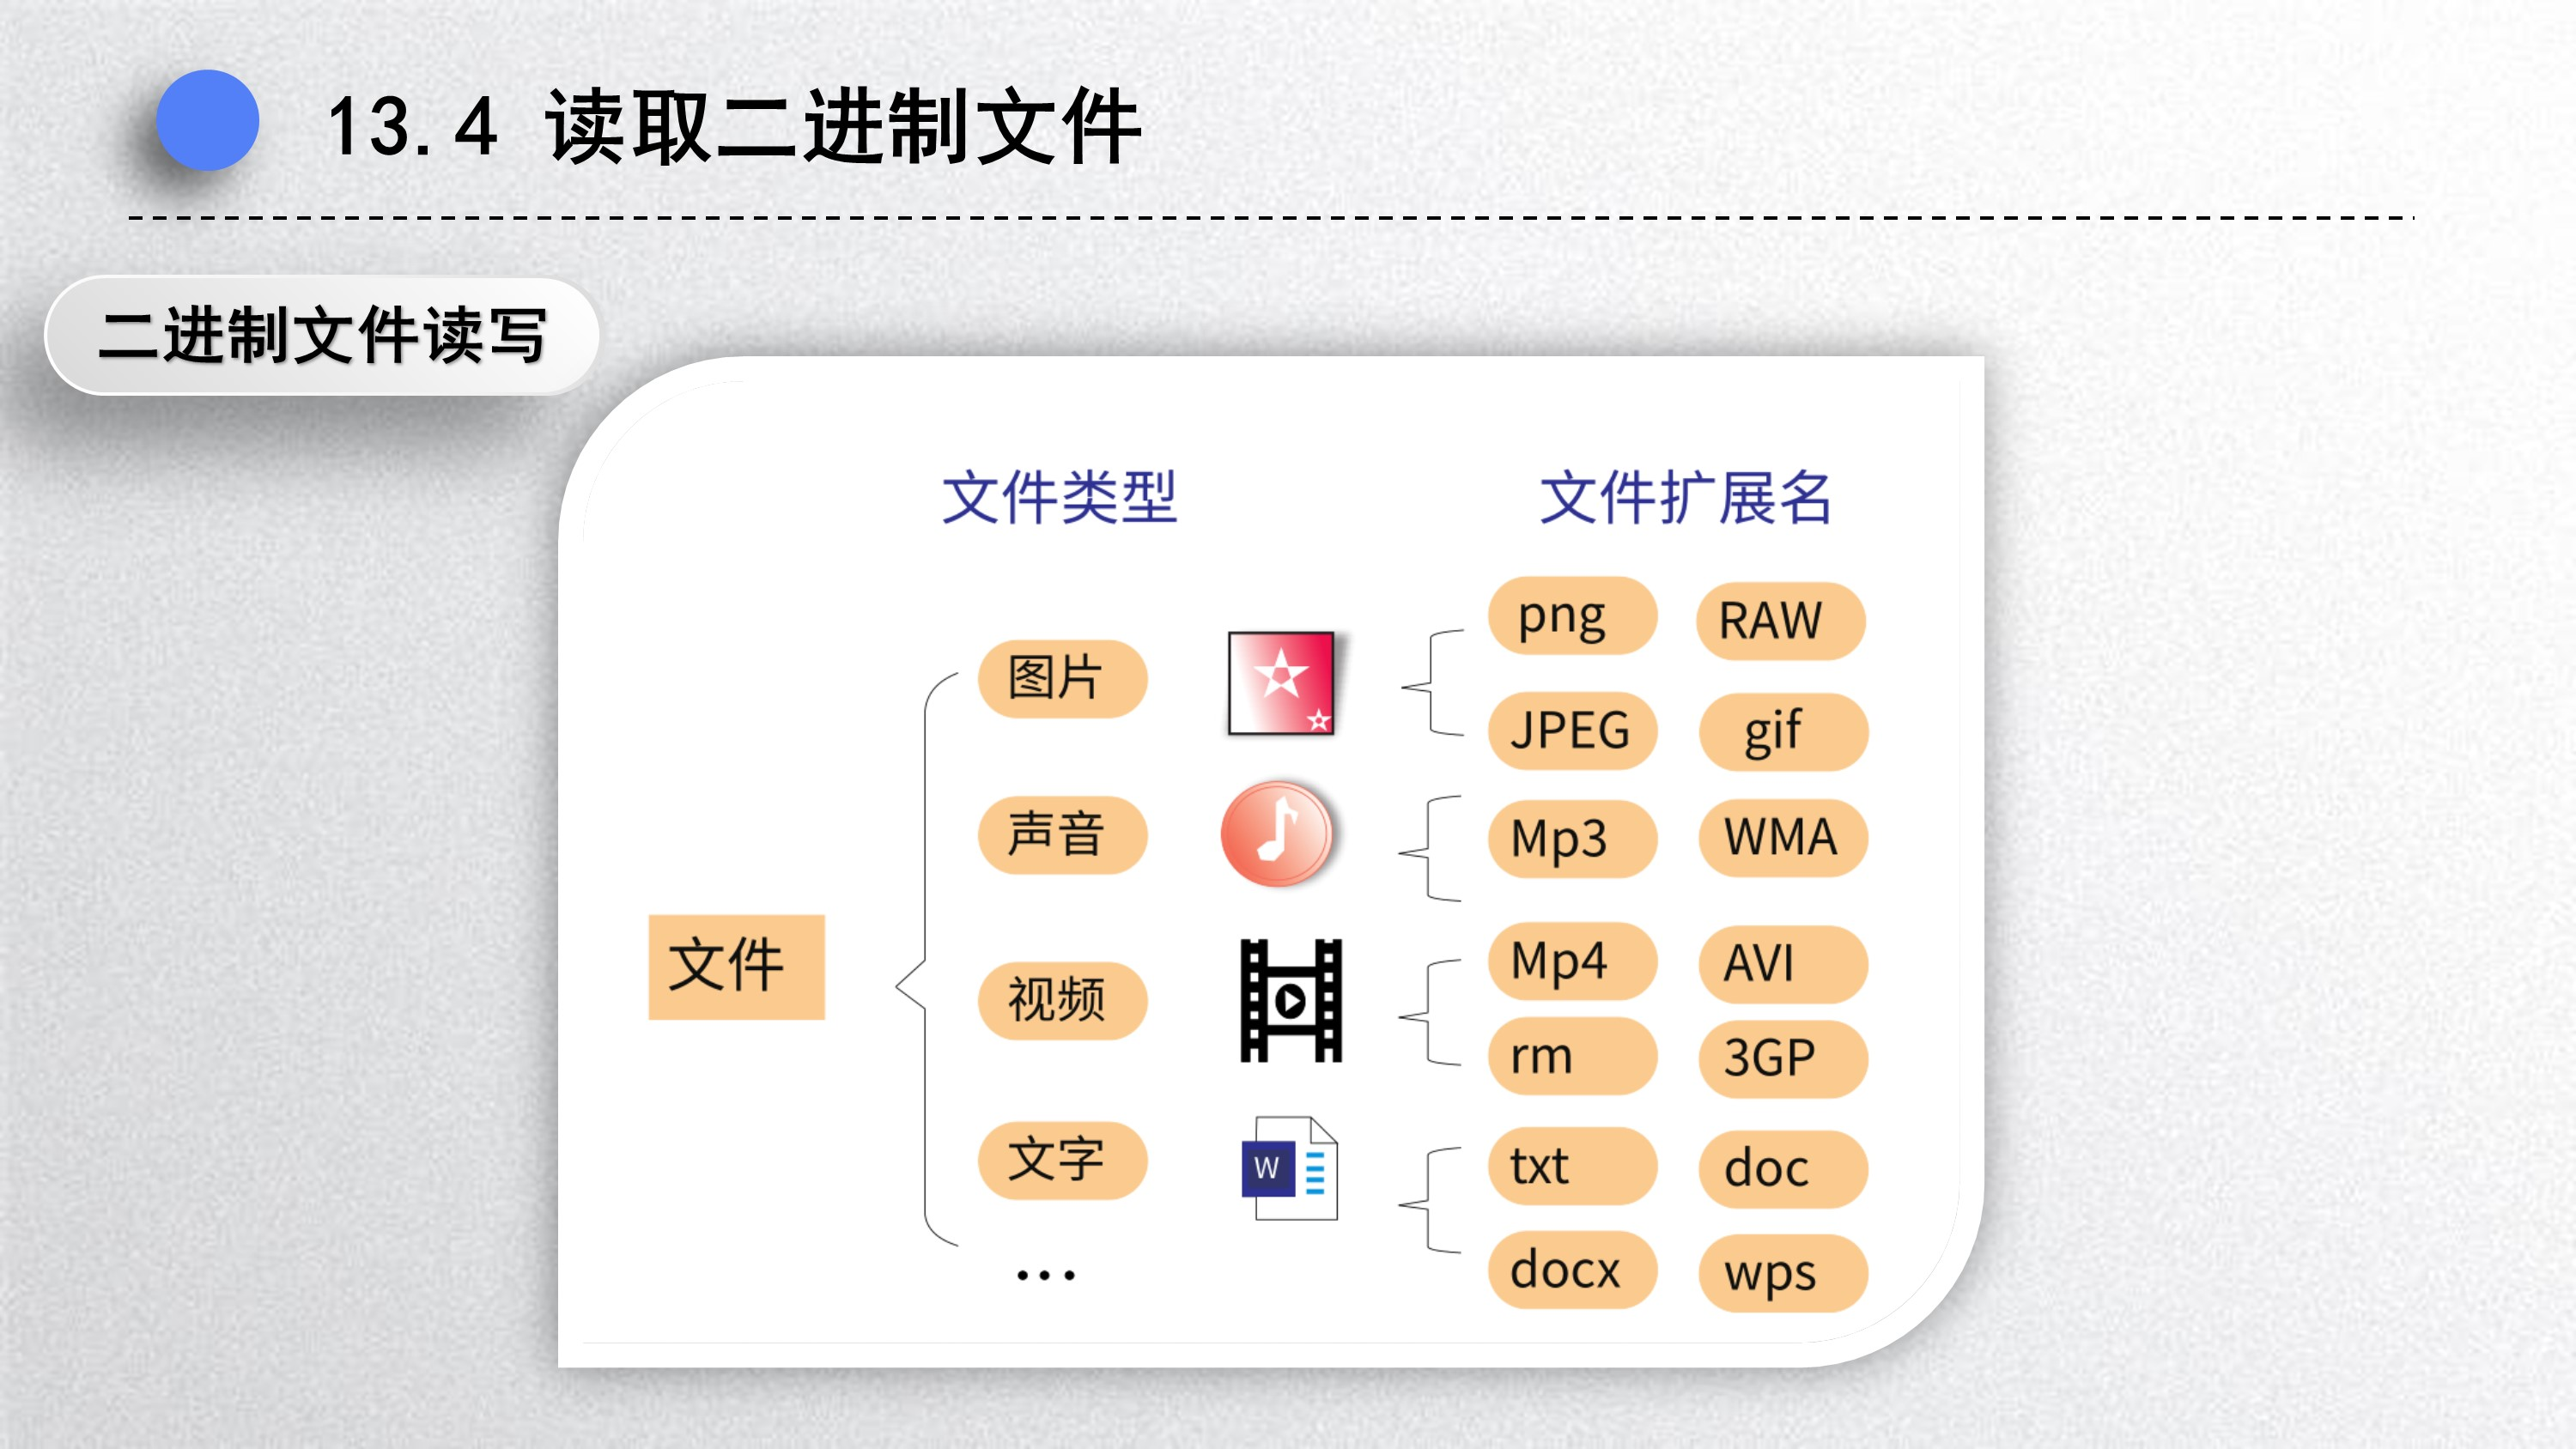 13.4 读取二进制文件
二进制文件读写
文件类型 文件扩展名
png RAW
图片
JPEG gif
声音 Mp3 WMA
文件
Mp4 AVI
视频
rm 3GP
文字 W txt doc
docx wps
...